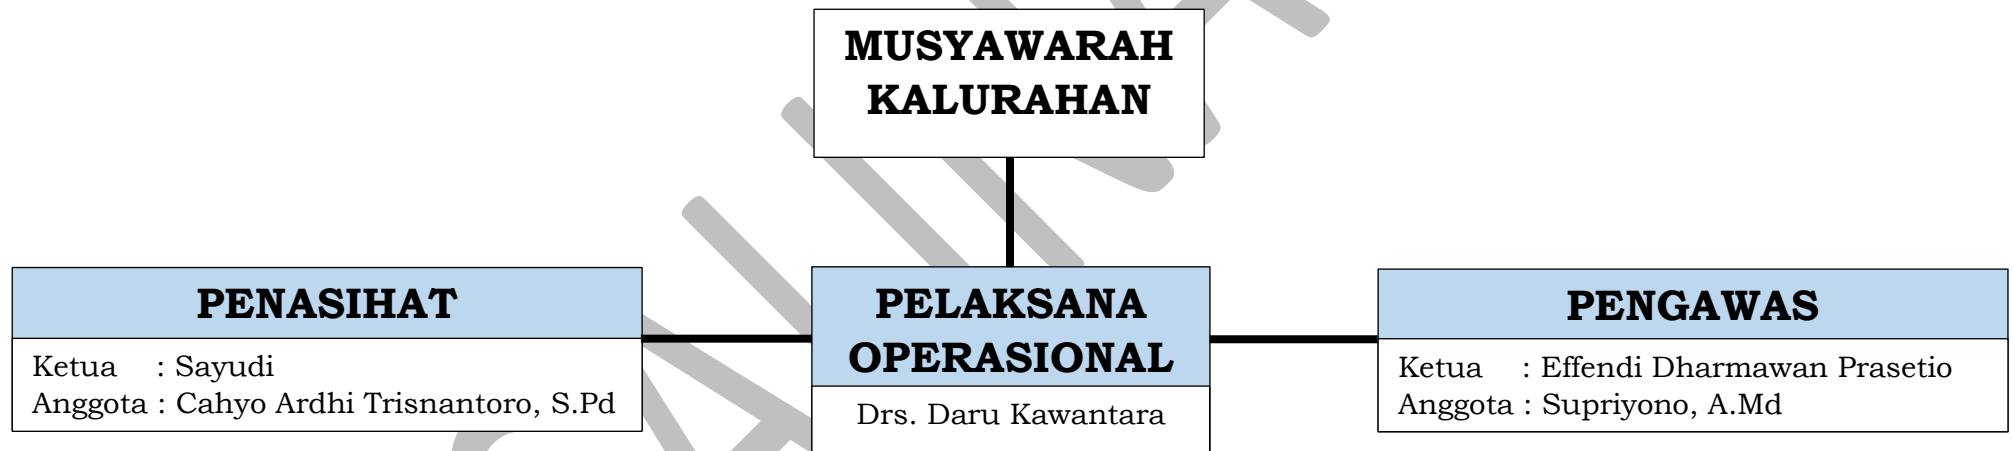 MUSYAWARAH
KALURAHAN
PENASIHAT
Ketua : Sayudi
Anggota : Cahyo Ardhi Trisnantoro, S.Pd
PELAKSANA
OPERASIONAL
Drs. Daru Kawantara
PENGAWAS
Ketua : Effendi Dharmawan Prasetio
Anggota : Supriyono, A.Md